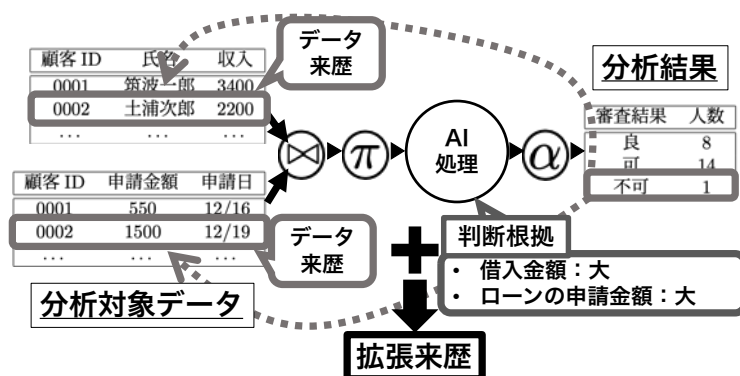 顧客 ID 氏名 収入
0001 筑波一郎 3400
0002 土浦次郎 2200
... ... ...
データ
来歴
分析結果
審査結果 人数
良 8
可 14
不可 1
⋈
π
AI
処理
α
顧客 ID 申請金額 申請日
0001 550 12/16
0002 1500 12/19
... ... ...
データ
来歴
分析対象データ
+
判断根拠
・ 借入金額：大
・ ローンの申請金額：大
拡張来歴